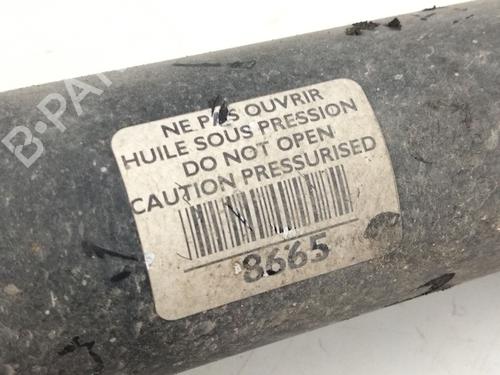 NE PAS OUVRIR
HUILE SOUS PRESSION
DO NOT OPEN
CAUTION PRESSURISED
8665
B-PA